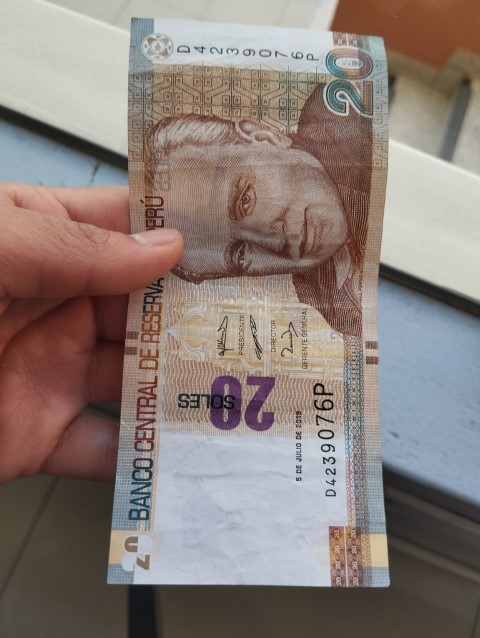 D4239076P
20
BANCO CENTRAL DE RESERVA
PERÚ
PRESIDENTE
DIRECTOR
GERENTE GENERAL
20
SOLES
5 DE JULIO DE 2018
D4239076P
20